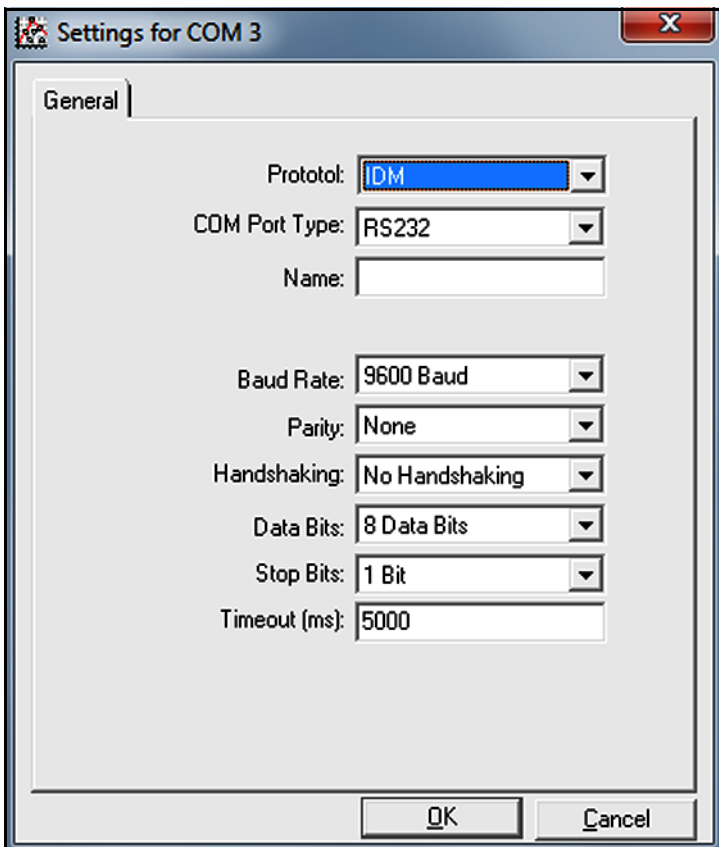 Settings for COM 3
General
Prototol: IDM
COM Port Type: RS232
Name:
Baud Rate: 9600 Baud
Parity: None
Handshaking: No Handshaking
Data Bits: 8 Data Bits
Stop Bits: 1 Bit
Timeout (ms): 5000
OK Cancel